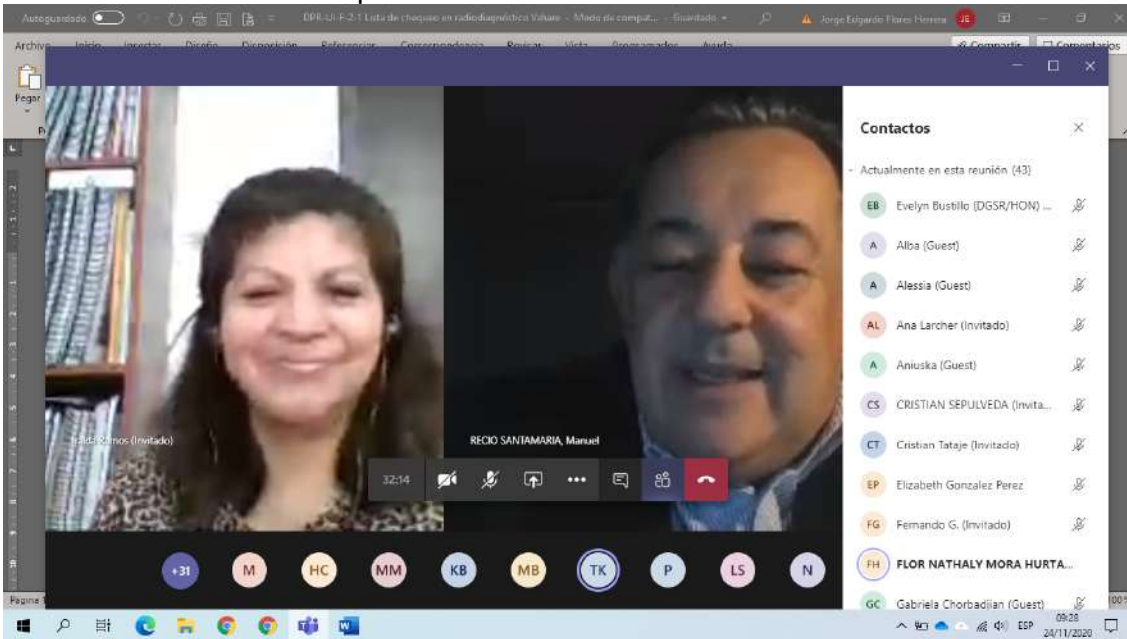 Autoguardado
DPR-UI-F-2-1 Lista de chequeo en radiodiagnóstico Vshare - Modo de compat... - Guardado
Jorge Edgardo Flores Herrera
Archivo Inicio Insertar Diseño Disposición Referencias Correspondencia Revisar Vista Programador Ayuda Compartir Comentarios
Pegar
Contactos
Actualmente en esta reunión (43)
EB Evelyn Bustillo (DGSR/HON) ...
A Alba (Guest)
A Alessia (Guest)
AL Ana Larcher (Invitado)
A Aniuska (Guest)
CS CRISTIAN SEPULVEDA (Invita...
CT Cristian Tataje (Invitado)
EP Elizabeth Gonzalez Perez
FG Fernando G. (Invitado)
FH FLOR NATHALY MORA HURTA...
GC Gabriela Chorbadjian (Guest)
Ramos (Invitado)
RECIO SANTAMARIA, Manuel
32:14
+31 M HC MM KB MB TK P LS N
Página 1
100%
ESP
09:28
24/11/2020